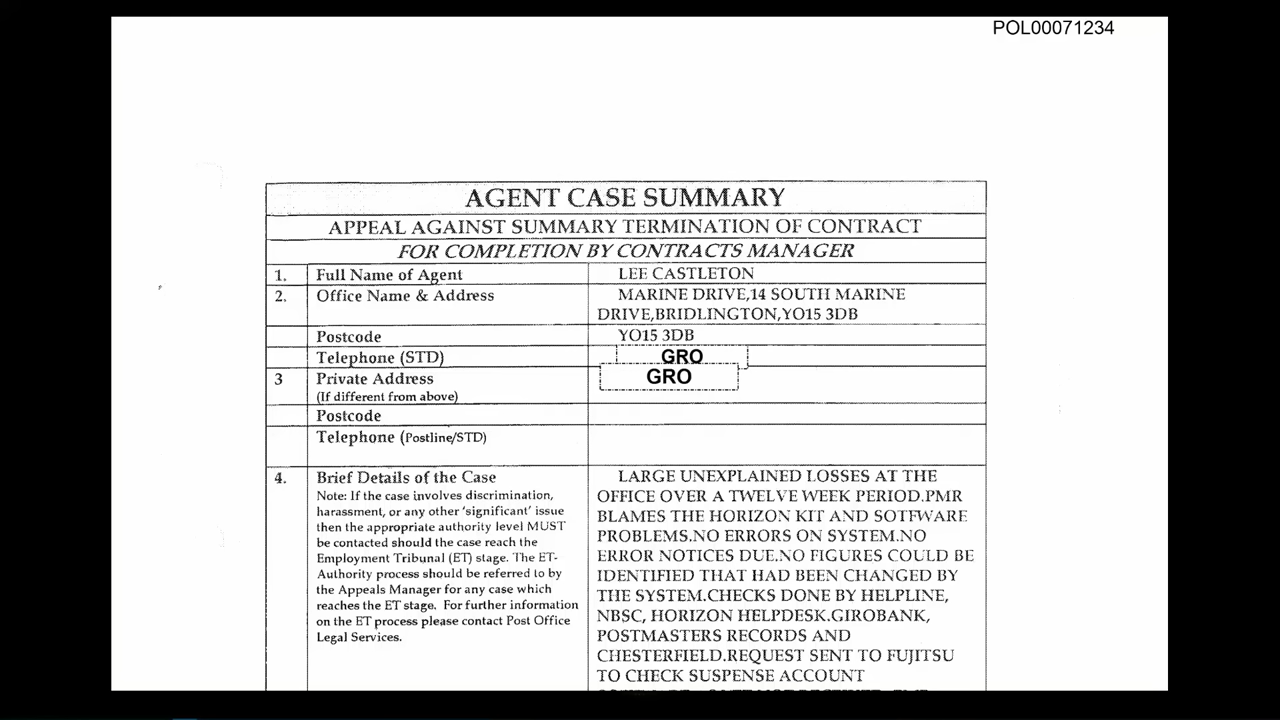 POL00071234
AGENT CASE SUMMARY
APPEAL AGAINST SUMMARY TERMINATION OF CONTRACT
FOR COMPLETION BY CONTRACTS MANAGER
1. Full Name of Agent LEE CASTLETON
2. Office Name & Address MARINE DRIVE,14 SOUTH MARINE
DRIVE,BRIDLINGTON,YO15 3DB
Postcode YO15 3DB
Telephone (STD) GRO
3 Private Address GRO
(If different from above)
Postcode
Telephone (Postline/STD)
4. Brief Details of the Case
Note: If the case involves discrimination,
harassment, or any other 'significant' issue
then the appropriate authority level MUST
be contacted should the case reach the
Employment Tribunal (ET) stage. The ET-
Authority process should be referred to by
the Appeals Manager for any case which
reaches the ET stage. For further information
on the ET process please contact Post Office
Legal Services.
LARGE UNEXPLAINED LOSSES AT THE
OFFICE OVER A TWELVE WEEK PERIOD.PMR
BLAMES THE HORIZON KIT AND SOTFWARE
PROBLEMS.NO ERRORS ON SYSTEM.NO
ERROR NOTICES DUE.NO FIGURES COULD BE
IDENTIFIED THAT HAD BEEN CHANGED BY
THE SYSTEM.CHECKS DONE BY HELPLINE,
NBSC, HORIZON HELPDESK.GIROBANK,
POSTMASTERS RECORDS AND
CHESTERFIELD.REQUEST SENT TO FUJITSU
TO CHECK SUSPENSE ACCOUNT